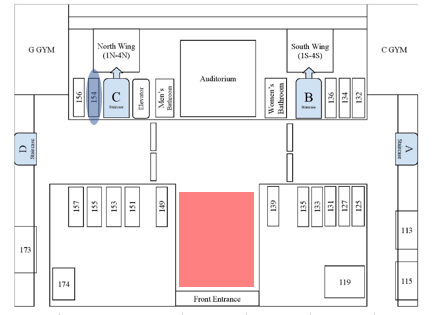 G GYM
North Wing
(1N-4N)
South Wing
(1S-4S)
C GYM
Auditorium
156
154
C
Staircase
Elevator
Men's
Bathroom
Women's
Bathroom
B
Staircase
136
134
132
D
Staircase
A
Staircase
157
155
153
151
149
139
135
133
131
127
125
173
174
119
113
115
Front Entrance